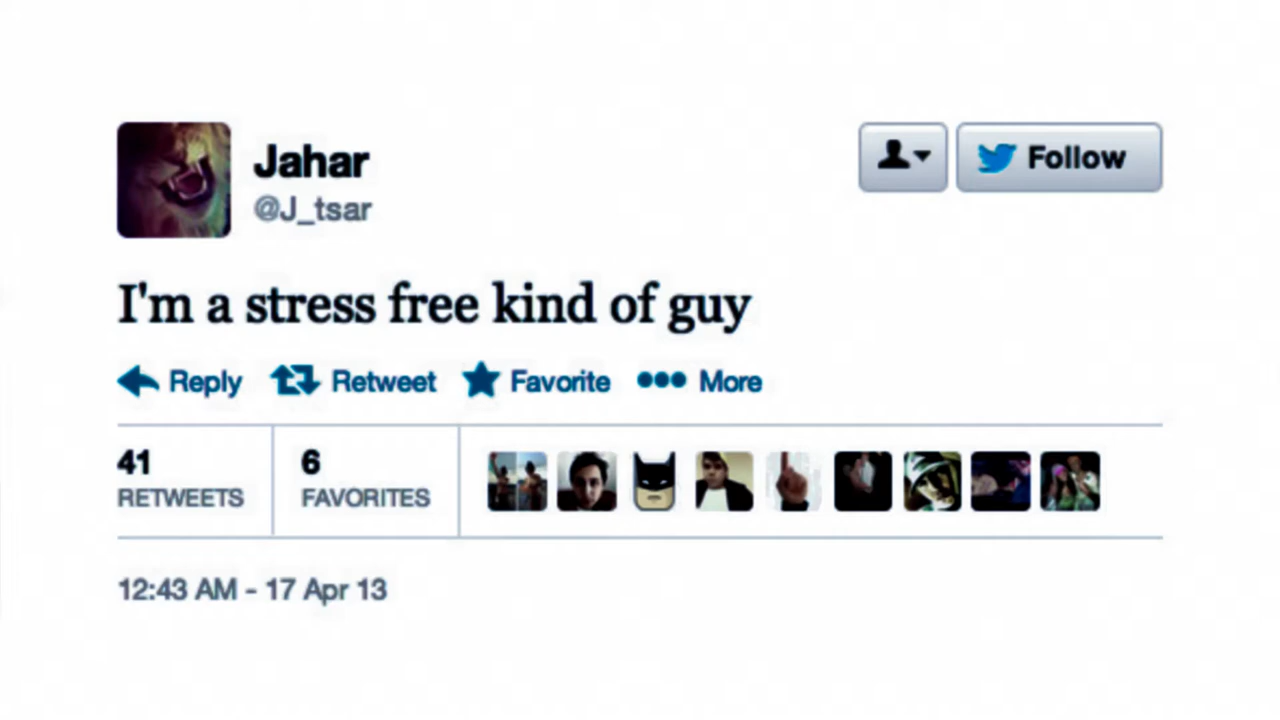 Jahar
@J_tsar
Follow
I'm a stress free kind of guy
Reply Retweet Favorite More
41 6
RETWEETS FAVORITES
12:43 AM - 17 Apr 13